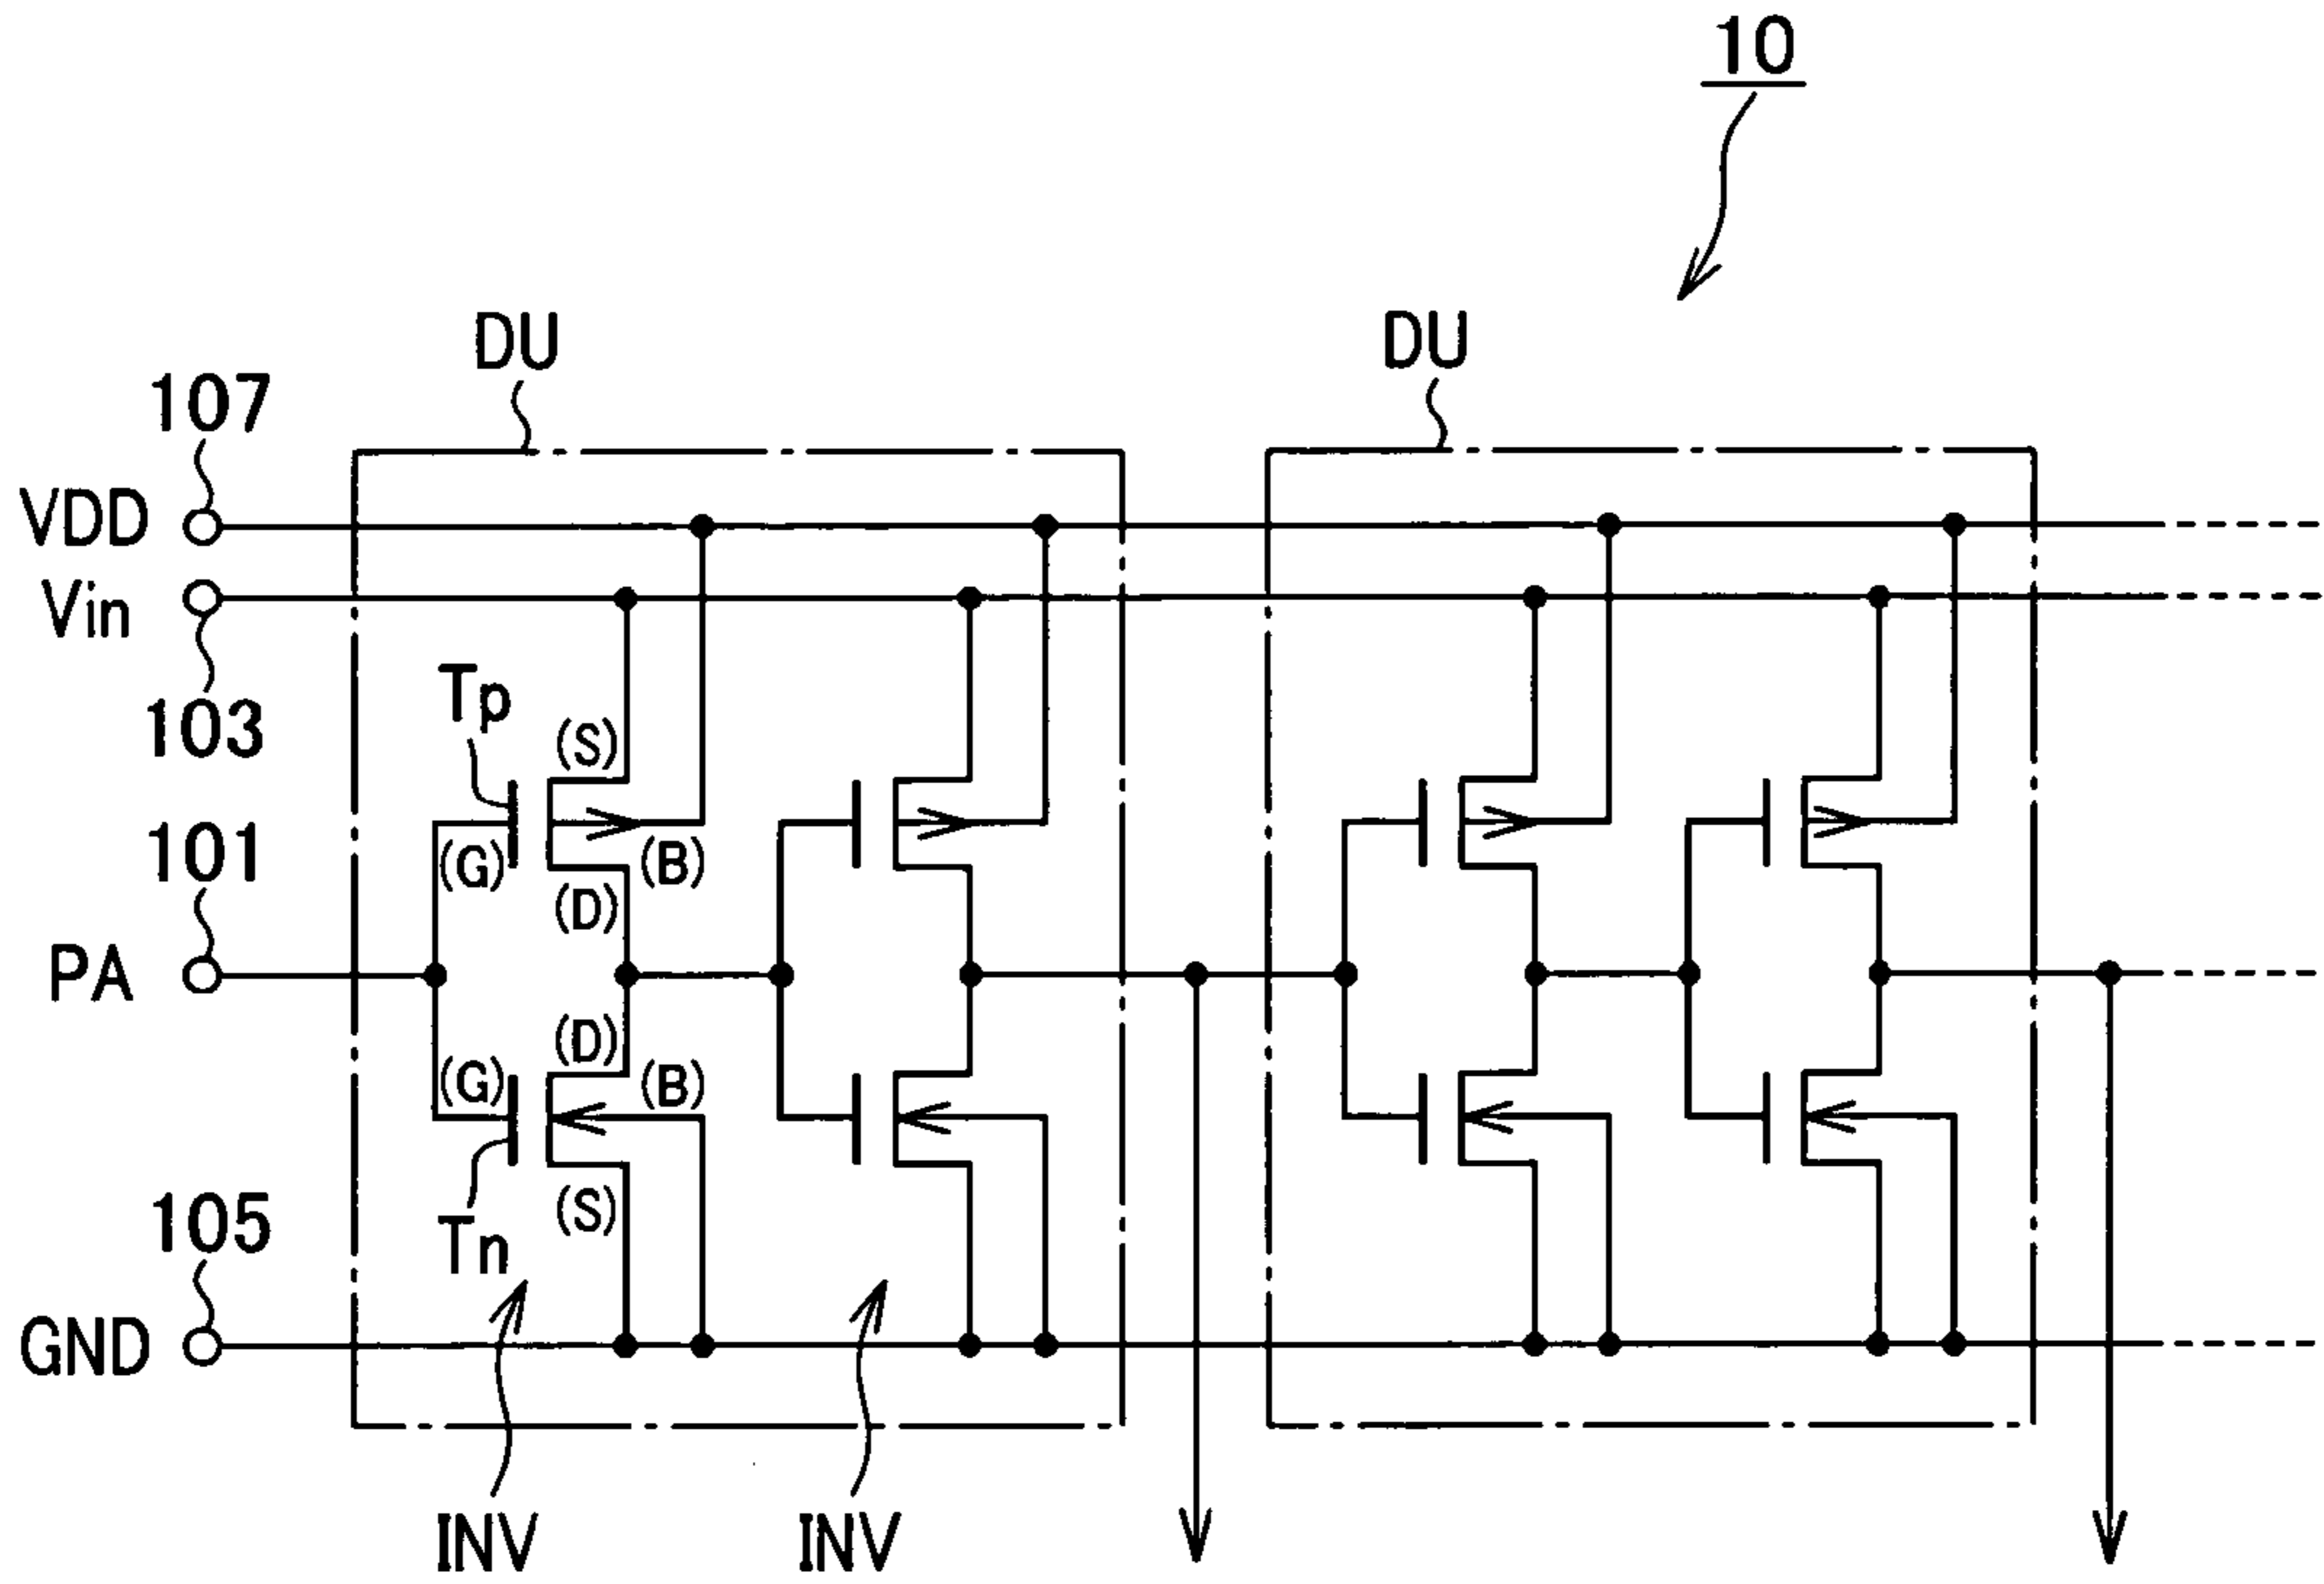 10
DU
DU
107
VDD
Vin
103
Tp
(S)
101
(G)
(B)
(D)
PA
(D)
(G)
(B)
105
(S)
Tn
GND
INV
INV